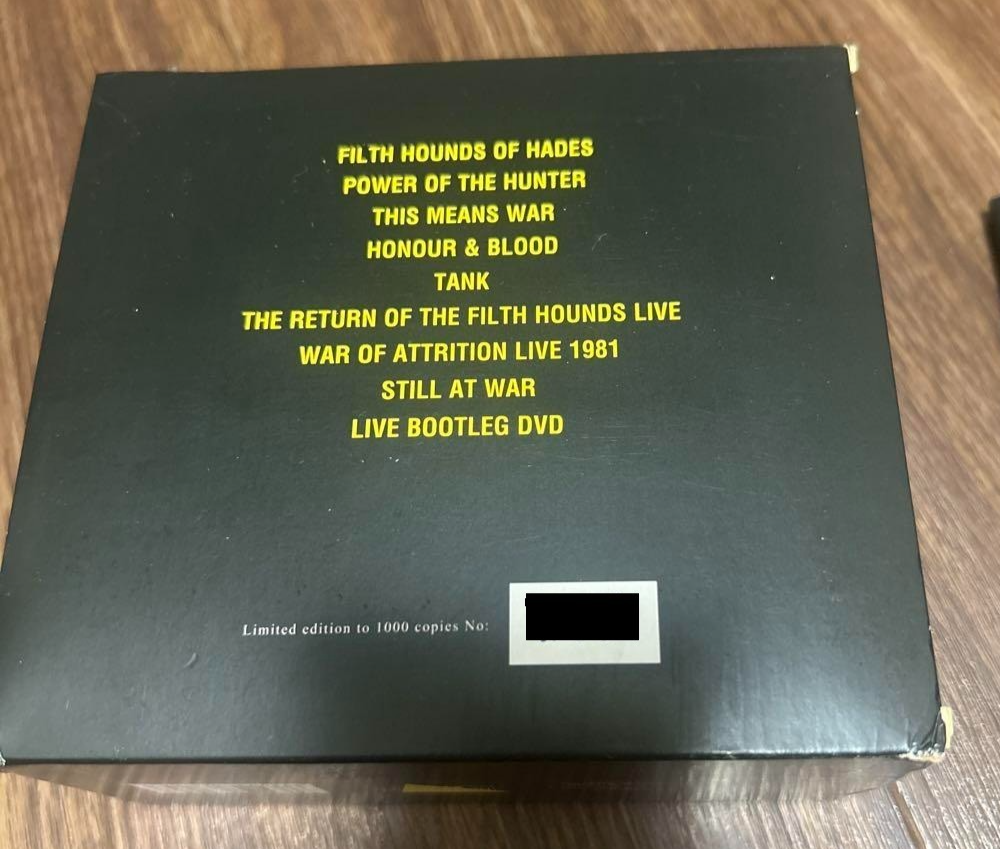 FILTH HOUNDS OF HADES
POWER OF THE HUNTER
THIS MEANS WAR
HONOUR & BLOOD
TANK
THE RETURN OF THE FILTH HOUNDS LIVE
WAR OF ATTRITION LIVE 1981
STILL AT WAR
LIVE BOOTLEG DVD
Limited edition to 1000 copies No: